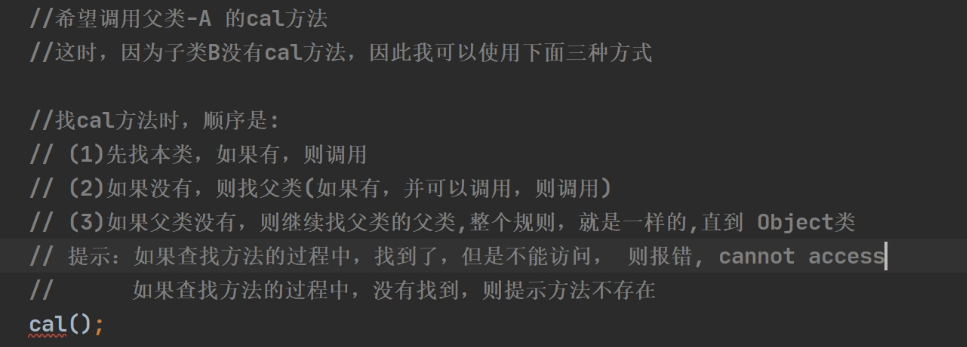 //希望调用父类-A 的cal方法
//这时，因为子类B没有cal方法，因此我可以使用下面三种方式
//找cal方法时，顺序是:
// (1)先找本类，如果有，则调用
// (2)如果没有，则找父类(如果有，并可以调用，则调用)
// (3)如果父类没有，则继续找父类的父类,整个规则，就是一样的,直到 Object类
// 提示：如果查找方法的过程中，找到了，但是不能访问， 则报错, cannot access
//      如果查找方法的过程中，没有找到，则提示方法不存在
cal();